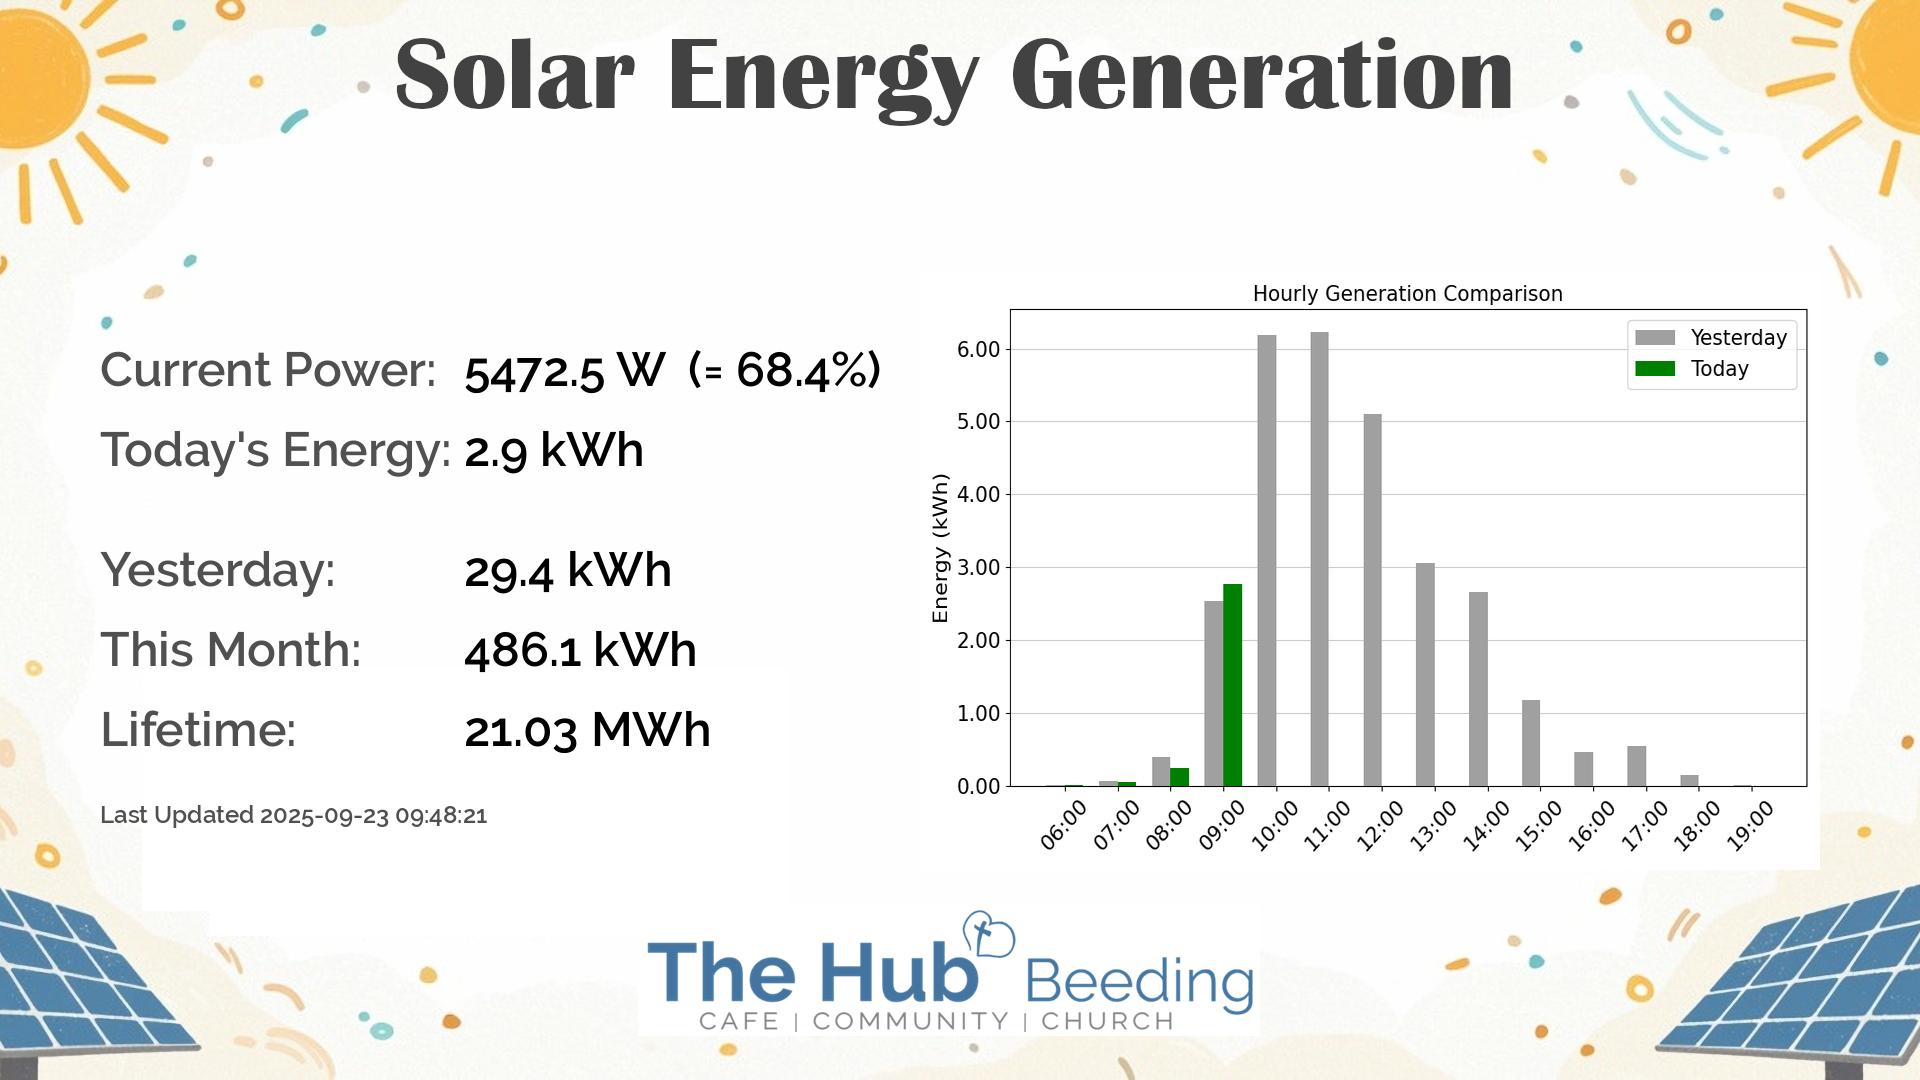 Solar Energy Generation
Current Power: 5472.5 W (= 68.4%)
Today's Energy: 2.9 kWh
Yesterday: 29.4 kWh
This Month: 486.1 kWh
Lifetime: 21.03 MWh
Last Updated 2025-09-23 09:48:21
Hourly Generation Comparison
Yesterday
Today
Energy (kWh)
6.00
5.00
4.00
3.00
2.00
1.00
0.00
06:00 07:00 08:00 09:00 10:00 11:00 12:00 13:00 14:00 15:00 16:00 17:00 18:00 19:00
The Hub Beeding
CAFE | COMMUNITY | CHURCH